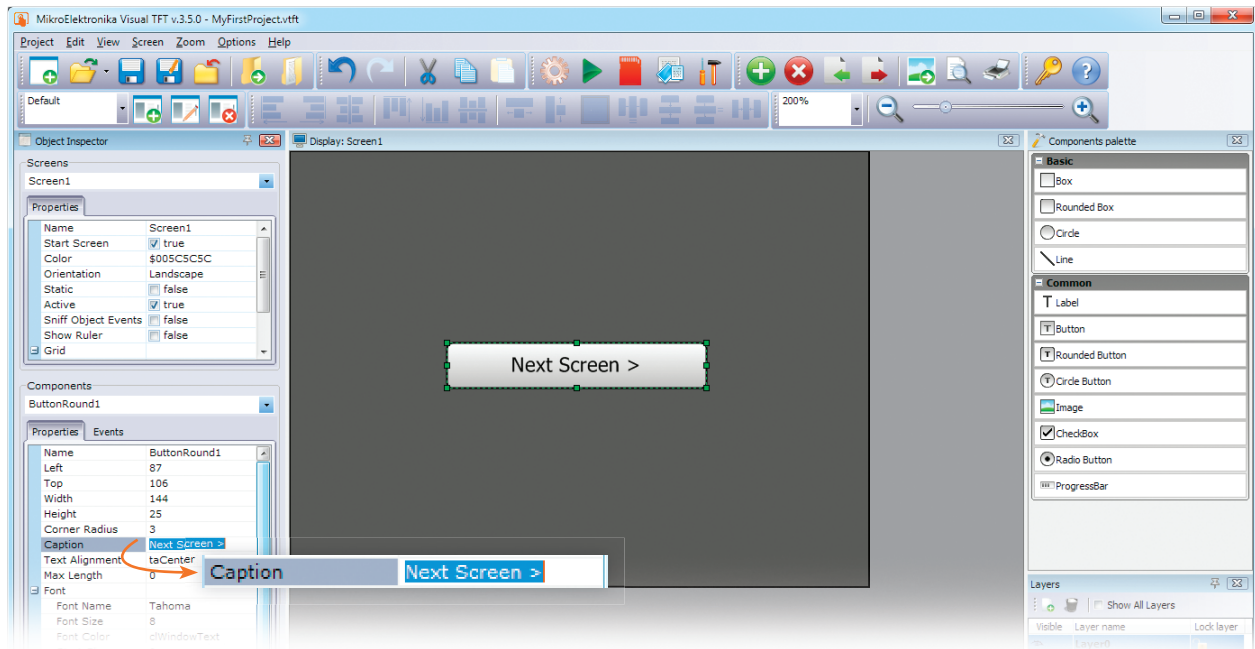 MikroElektronika Visual TFT v.3.5.0 - MyFirstProject.vtft
Project Edit View Screen Zoom Options Help
Default
200%
Object Inspector
Screens
Screen1
Properties
Name Screen1
Start Screen true
Color $005C5C5C
Orientation Landscape
Static false
Active true
Sniff Object Events false
Show Ruler false
Grid
Components
ButtonRound1
Properties Events
Name ButtonRound1
Left 87
Top 106
Width 144
Height 25
Corner Radius 3
Caption Next Screen >
Text Alignment taCenter
Max Length 0
Font
Font Name Tahoma
Font Size 8
Font Color clWindowText
Caption Next Screen >
Display: Screen1
Next Screen >
Components palette
Basic
Box
Rounded Box
Circle
Line
Common
T Label
T Button
T Rounded Button
T Circle Button
Image
CheckBox
Radio Button
ProgressBar
Layers
Show All Layers
Visible Layer name Lock layer
Layer0